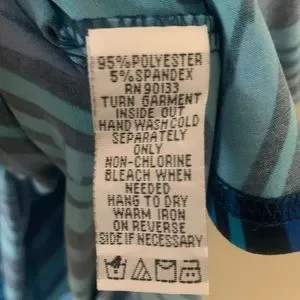 95% POLYESTER
5% SPANDEX
RN 90133
TURN GARMENT
INSIDE OUT
HAND WASH COLD
SEPARATELY
ONLY
NON-CHLORINE
BLEACH WHEN
NEEDED
HANG TO DRY
WARM IRON
ON REVERSE
SIDE IF NECESSARY